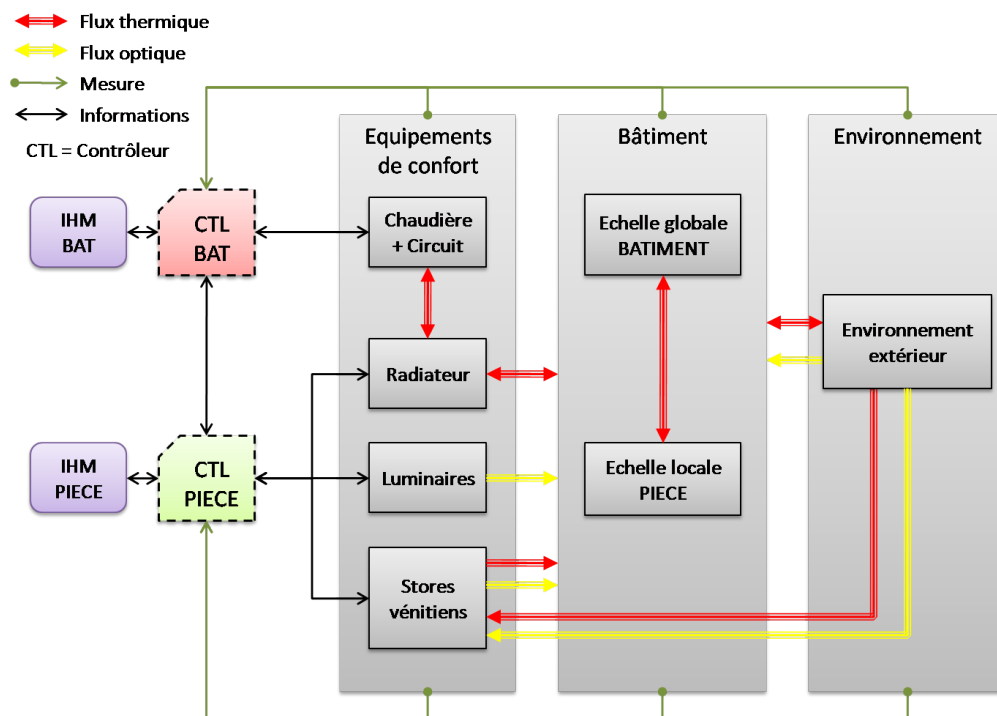 Flux thermique
Flux optique
Mesure
Informations
CTL = Contrôleur
Equipements
de confort
Bâtiment
Environnement
IHM
BAT
CTL
BAT
Chaudière
+ Circuit
Echelle globale
BATIMENT
Environnement
extérieur
Radiateur
IHM
PIECE
CTL
PIECE
Luminaires
Echelle locale
PIECE
Stores
vénitiens